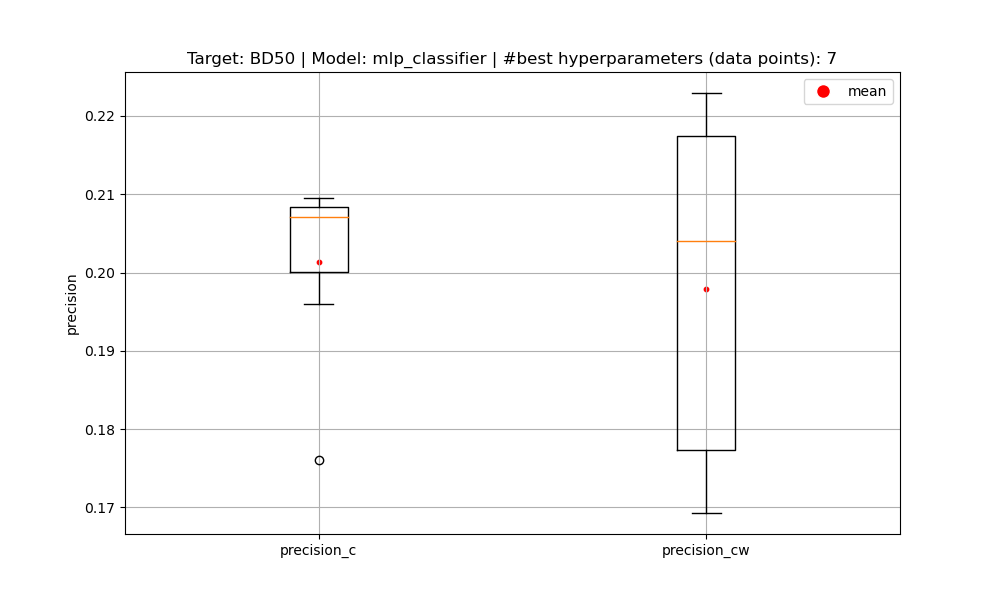 Target: BD50 | Model: mlp_classifier | #best hyperparameters (data points): 7
mean
0.22
0.21
0.20
0.19
0.18
0.17
precision
precision_c
precision_cw